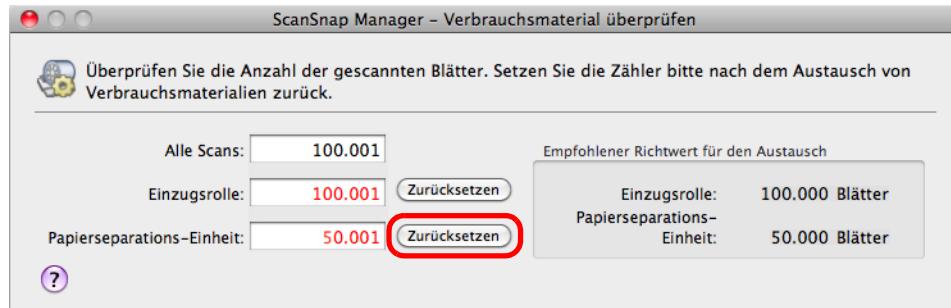 ScanSnap Manager – Verbrauchsmaterial überprüfen
Überprüfen Sie die Anzahl der gescannten Blätter. Setzen Sie die Zähler bitte nach dem Austausch von
Verbrauchsmaterialien zurück.
Alle Scans: 100.001
Einzugsrolle: 100.001 Zurücksetzen
Papierseparations-Einheit: 50.001 Zurücksetzen
Empfohlener Richtwert für den Austausch
Einzugsrolle: 100.000 Blätter
Papierseparations-
Einheit: 50.000 Blätter
?